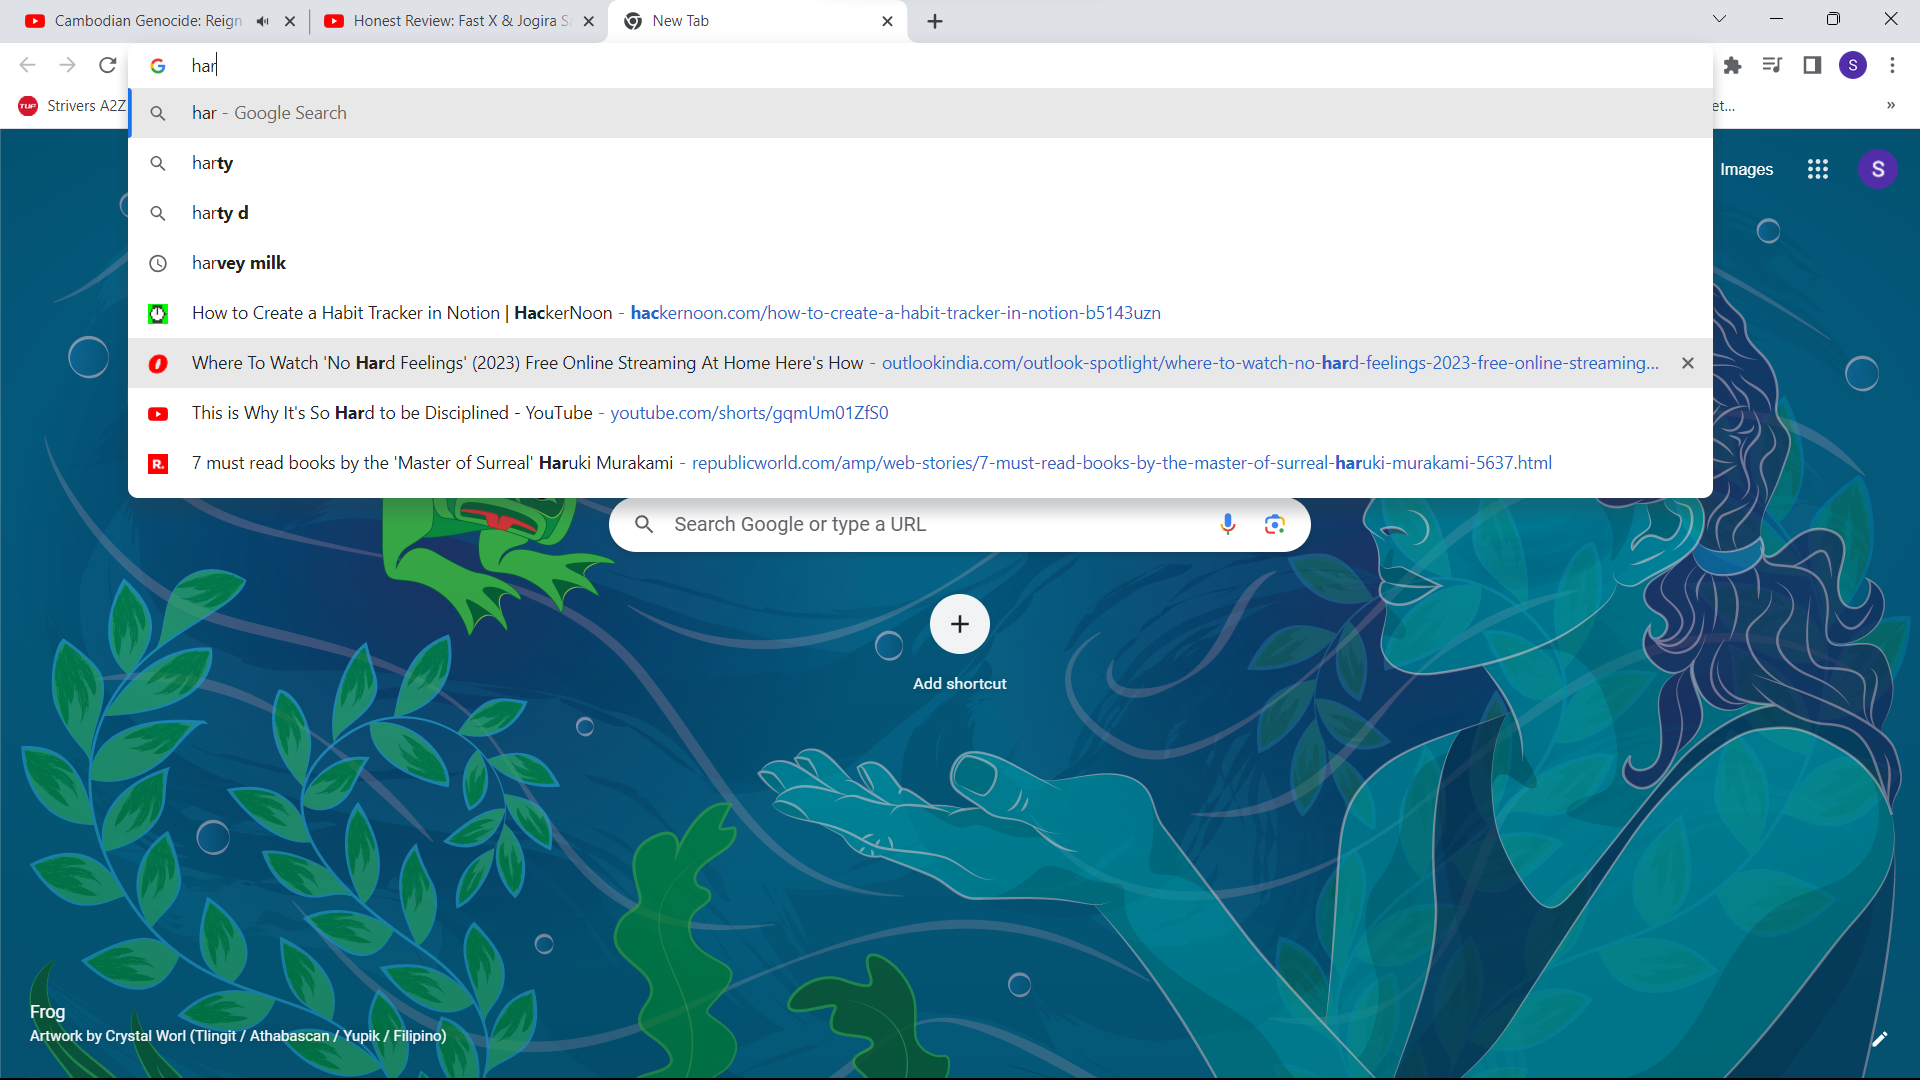 Cambodian Genocide: Reign
Honest Review: Fast X & Jogira S
New Tab
har
S
Strivers A2Z
et...
»
har - Google Search
harty
harty d
harvey milk
How to Create a Habit Tracker in Notion | HackerNoon - hackernoon.com/how-to-create-a-habit-tracker-in-notion-b5143uzn
Where To Watch 'No Hard Feelings' (2023) Free Online Streaming At Home Here's How - outlookindia.com/outlook-spotlight/where-to-watch-no-hard-feelings-2023-free-online-streaming...
This is Why It's So Hard to be Disciplined - YouTube - youtube.com/shorts/gqmUm01ZfS0
7 must read books by the 'Master of Surreal' Haruki Murakami - republicworld.com/amp/web-stories/7-must-read-books-by-the-master-of-surreal-haruki-murakami-5637.html
Images
S
Search Google or type a URL
Add shortcut
Frog
Artwork by Crystal Worl (Tlingit / Athabascan / Yupik / Filipino)